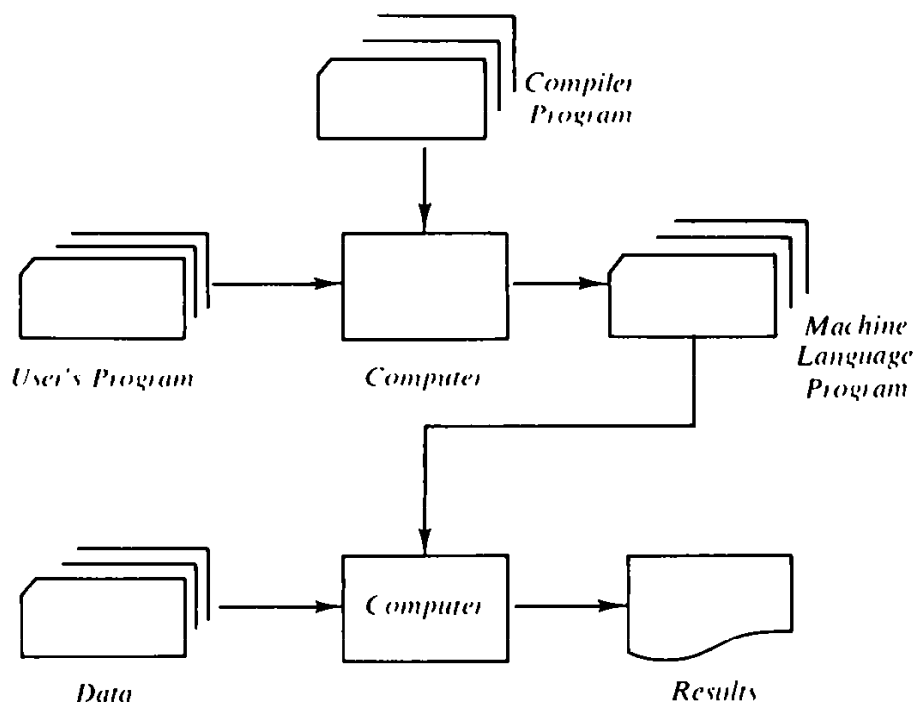 Compiler
Program
User's Program
Computer
Machine
Language
Program
Computer
Data
Results